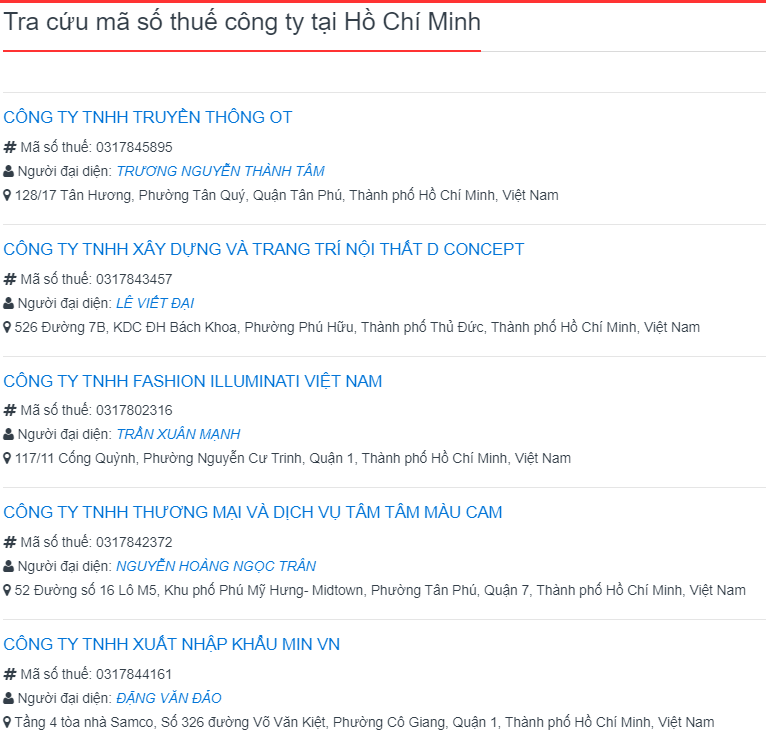 Tra cứu mã số thuế công ty tại Hồ Chí Minh
CÔNG TY TNHH TRUYỀN THÔNG OT
# Mã số thuế: 0317845895
Người đại diện: TRƯƠNG NGUYỄN THÀNH TÂM
128/17 Tân Hương, Phường Tân Quý, Quận Tân Phú, Thành phố Hồ Chí Minh, Việt Nam
CÔNG TY TNHH XÂY DỰNG VÀ TRANG TRÍ NỘI THẤT D CONCEPT
# Mã số thuế: 0317843457
Người đại diện: LÊ VIẾT ĐẠI
526 Đường 7B, KDC ĐH Bách Khoa, Phường Phú Hữu, Thành phố Thủ Đức, Thành phố Hồ Chí Minh, Việt Nam
CÔNG TY TNHH FASHION ILLUMINATI VIỆT NAM
# Mã số thuế: 0317802316
Người đại diện: TRẦN XUÂN MẠNH
117/11 Cống Quỳnh, Phường Nguyễn Cư Trinh, Quận 1, Thành phố Hồ Chí Minh, Việt Nam
CÔNG TY TNHH THƯƠNG MẠI VÀ DỊCH VỤ TÂM TÂM MÀU CAM
# Mã số thuế: 0317842372
Người đại diện: NGUYỄN HOÀNG NGỌC TRÂN
52 Đường số 16 Lô M5, Khu phố Phú Mỹ Hưng- Midtown, Phường Tân Phú, Quận 7, Thành phố Hồ Chí Minh, Việt Nam
CÔNG TY TNHH XUẤT NHẬP KHẨU MIN VN
# Mã số thuế: 0317844161
Người đại diện: ĐẶNG VĂN ĐẢO
Tầng 4 tòa nhà Samco, Số 326 đường Võ Văn Kiệt, Phường Cô Giang, Quận 1, Thành phố Hồ Chí Minh, Việt Nam